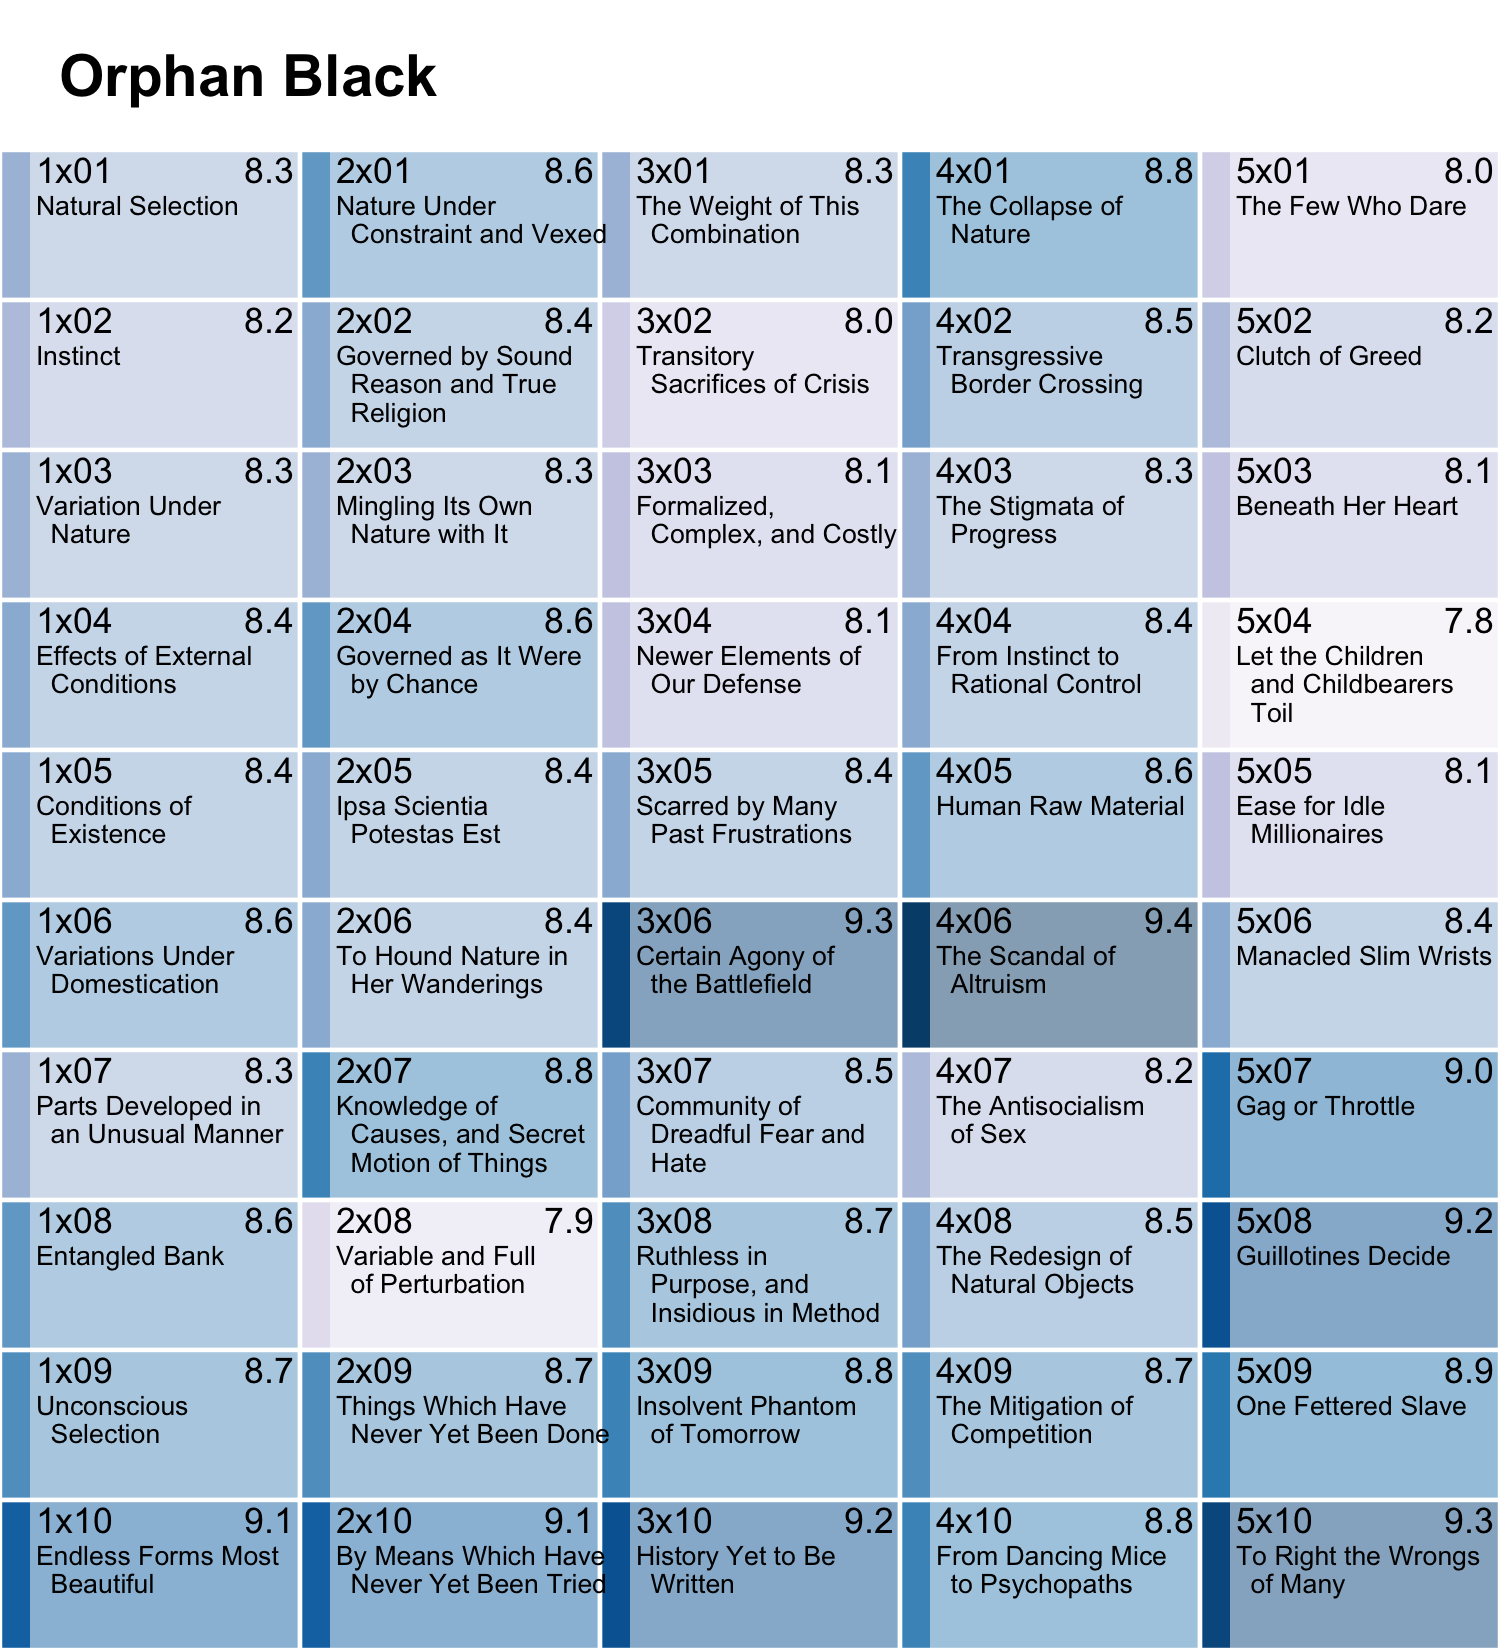 Orphan Black
1x01 8.3
Natural Selection
2x01 8.6
Nature Under
Constraint and Vexed
3x01 8.3
The Weight of This
Combination
4x01 8.8
The Collapse of
Nature
5x01 8.0
The Few Who Dare
1x02 8.2
Instinct
2x02 8.4
Governed by Sound
Reason and True
Religion
3x02 8.0
Transitory
Sacrifices of Crisis
4x02 8.5
Transgressive
Border Crossing
5x02 8.2
Clutch of Greed
1x03 8.3
Variation Under
Nature
2x03 8.3
Mingling Its Own
Nature with It
3x03 8.1
Formalized,
Complex, and Costly
4x03 8.3
The Stigmata of
Progress
5x03 8.1
Beneath Her Heart
1x04 8.4
Effects of External
Conditions
2x04 8.6
Governed as It Were
by Chance
3x04 8.1
Newer Elements of
Our Defense
4x04 8.4
From Instinct to
Rational Control
5x04 7.8
Let the Children
and Childbearers
Toil
1x05 8.4
Conditions of
Existence
2x05 8.4
Ipsa Scientia
Potestas Est
3x05 8.4
Scarred by Many
Past Frustrations
4x05 8.6
Human Raw Material
5x05 8.1
Ease for Idle
Millionaires
1x06 8.6
Variations Under
Domestication
2x06 8.4
To Hound Nature in
Her Wanderings
3x06 9.3
Certain Agony of
the Battlefield
4x06 9.4
The Scandal of
Altruism
5x06 8.4
Manacled Slim Wrists
1x07 8.3
Parts Developed in
an Unusual Manner
2x07 8.8
Knowledge of
Causes, and Secret
Motion of Things
3x07 8.5
Community of
Dreadful Fear and
Hate
4x07 8.2
The Antisocialism
of Sex
5x07 9.0
Gag or Throttle
1x08 8.6
Entangled Bank
2x08 7.9
Variable and Full
of Perturbation
3x08 8.7
Ruthless in
Purpose, and
Insidious in Method
4x08 8.5
The Redesign of
Natural Objects
5x08 9.2
Guillotines Decide
1x09 8.7
Unconscious
Selection
2x09 8.7
Things Which Have
Never Yet Been Done
3x09 8.8
Insolvent Phantom
of Tomorrow
4x09 8.7
The Mitigation of
Competition
5x09 8.9
One Fettered Slave
1x10 9.1
Endless Forms Most
Beautiful
2x10 9.1
By Means Which Have
Never Yet Been Tried
3x10 9.2
History Yet to Be
Written
4x10 8.8
From Dancing Mice
to Psychopaths
5x10 9.3
To Right the Wrongs
of Many